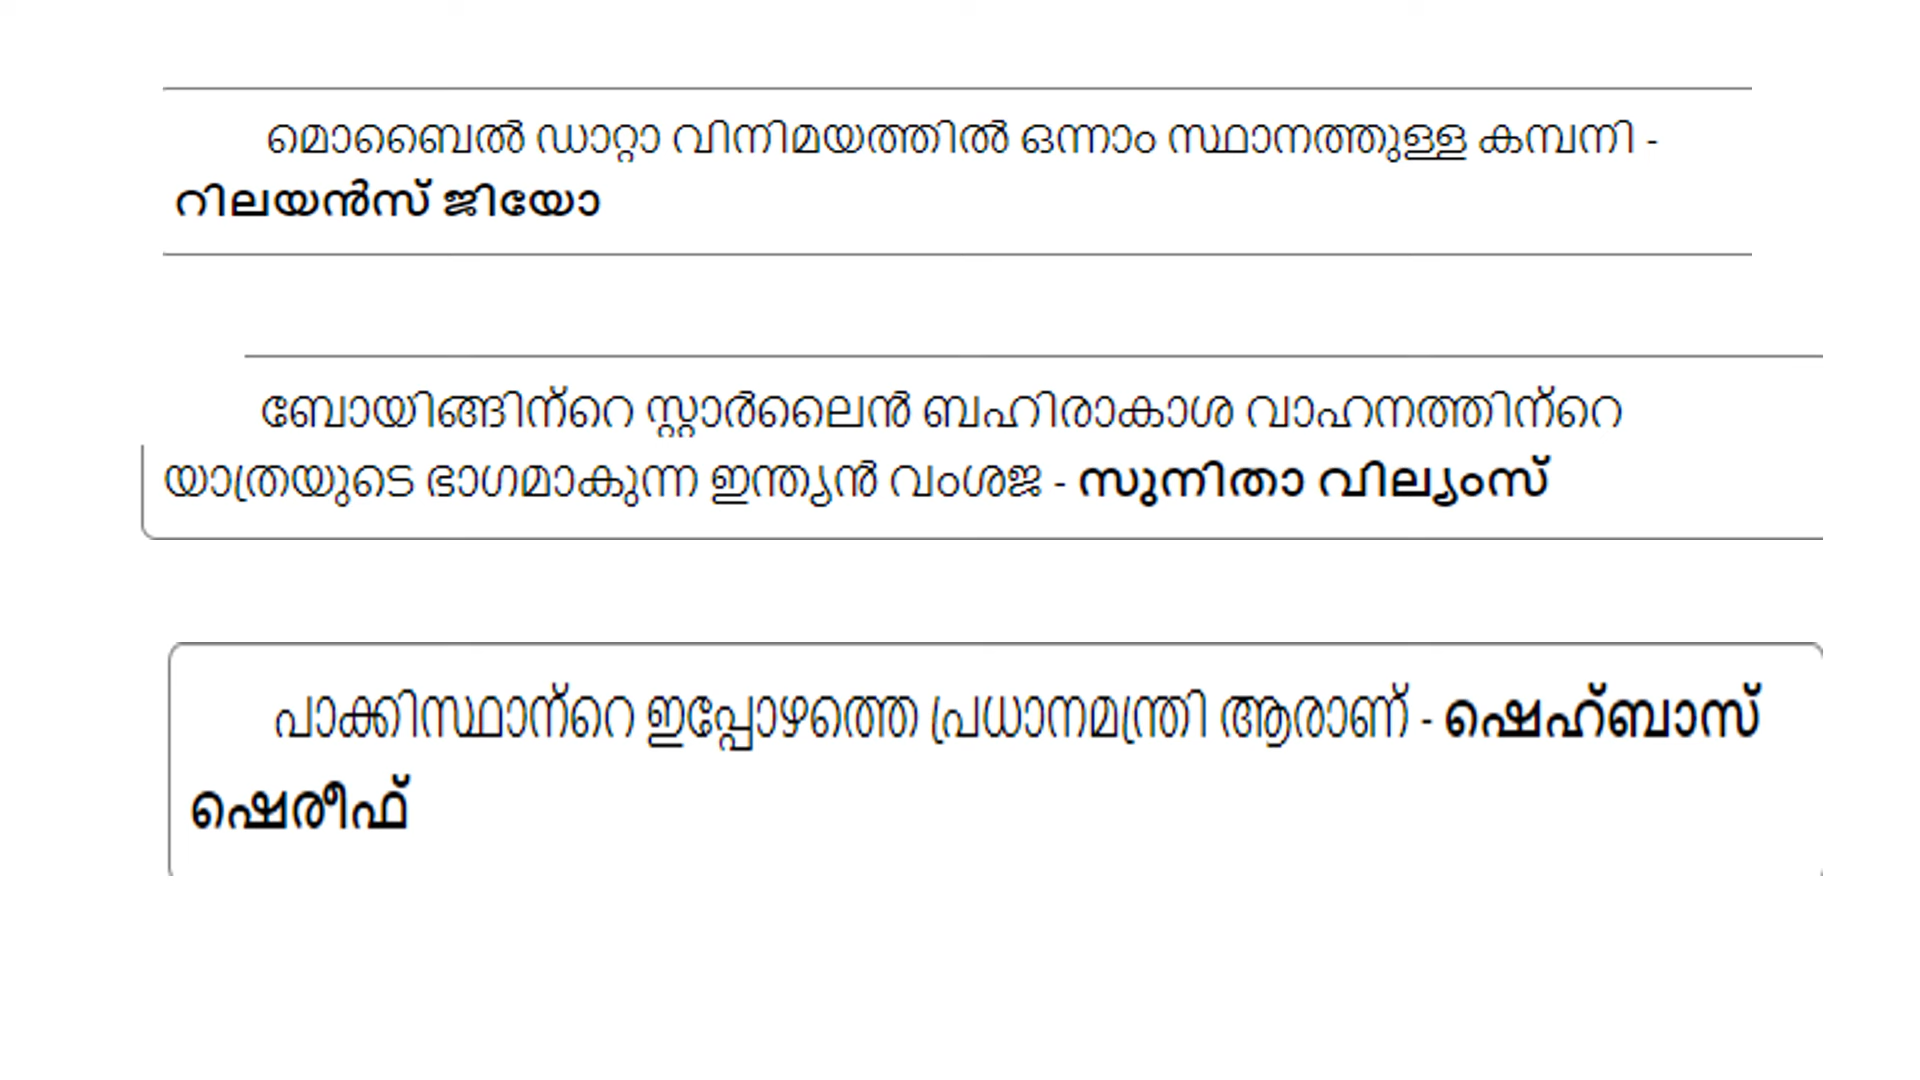 മൊബൈൽ ഡാറ്റാ വിനിമയത്തിൽ ഒന്നാം സ്ഥാനത്തുള്ള കമ്പനി -
റിലയൻസ് ജിയോ
ബോയിങ്ങിന്റെ സ്റ്റാർലൈൻ ബഹിരാകാശ വാഹനത്തിന്റെ
യാത്രയുടെ ഭാഗമാകുന്ന ഇന്ത്യൻ വംശജ - സുനിതാ വില്യംസ്
പാക്കിസ്ഥാന്റെ ഇപ്പോഴത്തെ പ്രധാനമന്ത്രി ആരാണ് - ഷെഹ്ബാസ്
ഷെരീഫ്